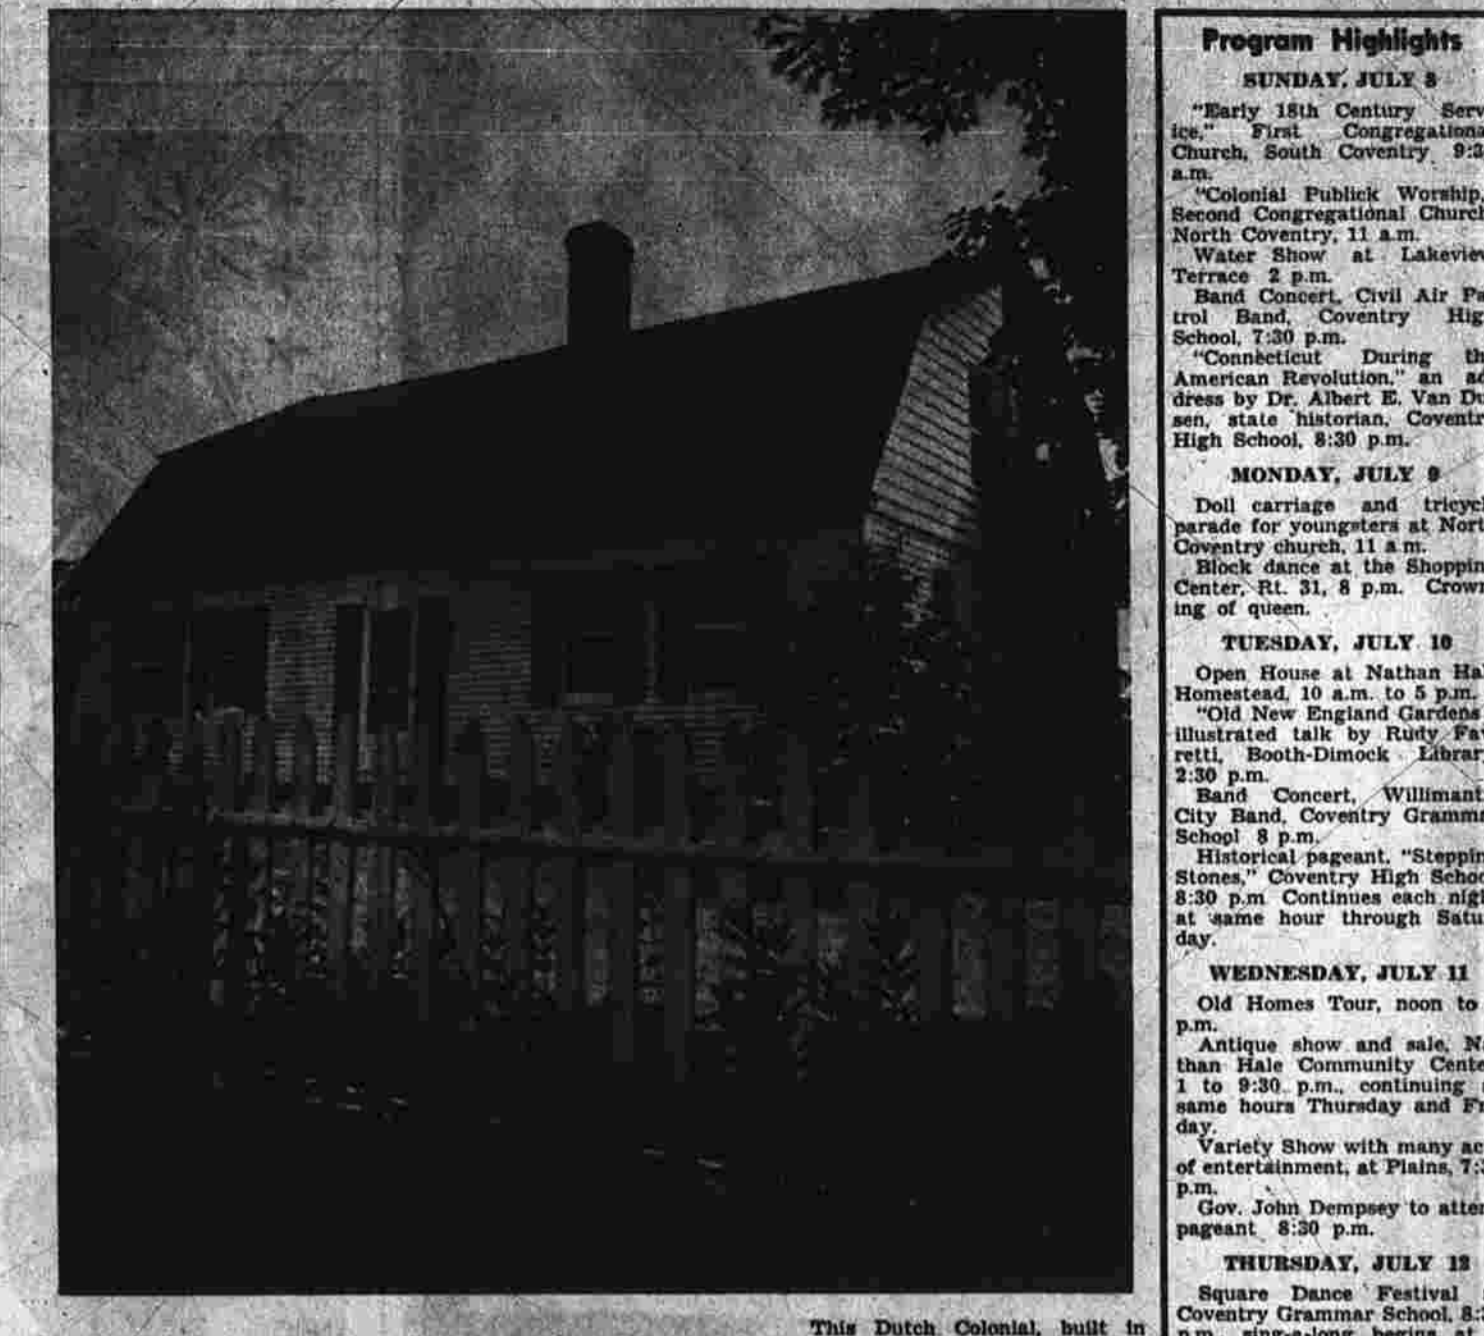 This Dutch Colonial, built in
Program Highlights
SUNDAY, JULY 8
"Early 18th Century Serv
ice," First Congregationa
Church, South Coventry 9:3
a.m.
"Colonial Publick Worship,
Second Congregational Churc
North Coventry, 11 a.m.
Water Show at Lakeview
Terrace 2 p.m.
Band Concert, Civil Air Pa
trol Band, Coventry Hig
School, 7:30 p.m.
"Connecticut During th
American Revolution," an ad
dress by Dr. Albert E. Van Du
sen, state historian, Coventr
High School, 8:30 p.m.
MONDAY, JULY 9
Doll carriage and tricycl
parade for youngsters at Nort
Coventry church, 11 a.m.
Block dance at the Shoppin
Center, Rt. 31, 8 p.m. Crown
ing of queen.
TUESDAY, JULY 10
Open House at Nathan Ha
Homestead, 10 a.m. to 5 p.m.
"Old New England Gardens
illustrated talk by Rudy Fav
retti, Booth-Dimock Librar
2:30 p.m.
Band Concert, Willimant
City Band, Coventry Gramma
School 8 p.m.
Historical pageant, "Steppin
Stones," Coventry High Schoo
8:30 p.m Continues each nigh
at same hour through Satu
day.
WEDNESDAY, JULY 11
Old Homes Tour, noon to
p.m.
Antique show and sale, Na
than Hale Community Cente
1 to 9:30 p.m., continuing
same hours Thursday and Fr
day.
Variety Show with many ac
of entertainment, at Plains, 7:3
p.m.
Gov. John Dempsey to atten
pageant 8:30 p.m.
THURSDAY, JULY 12
Square Dance Festival
Coventry Grammar School, 8:
p.m. sing-a-long begins